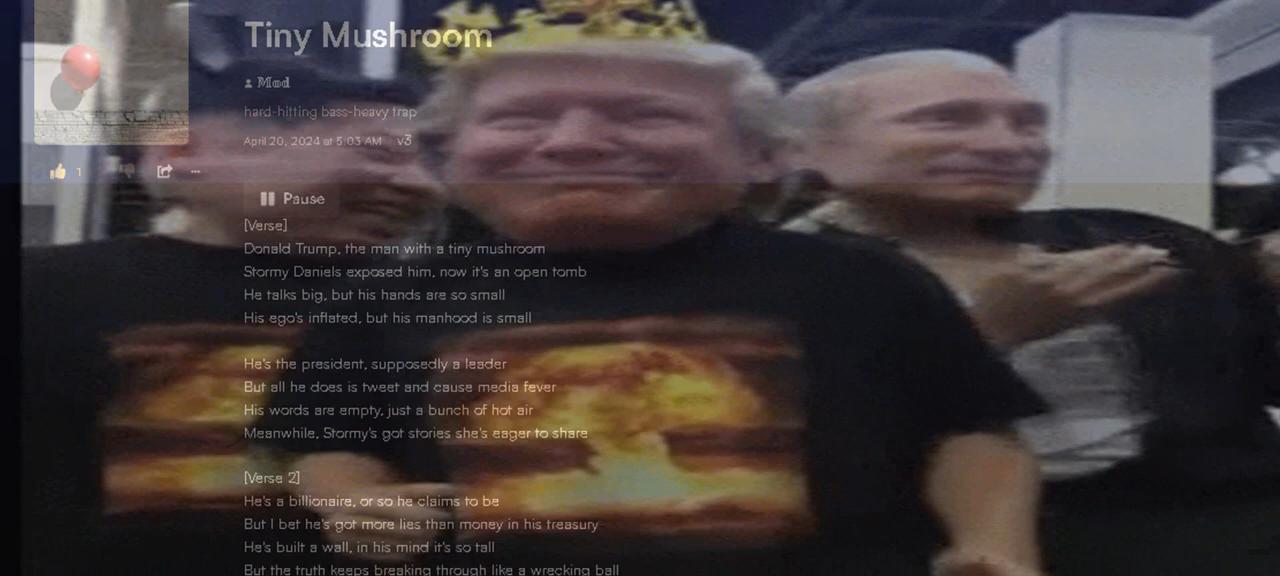 Tiny Mushroom
Mod
hard-hitting bass-heavy trap
April 20, 2024 at 5:03 AM v3
1
Pause
[Verse]
Donald Trump, the man with a tiny mushroom
Stormy Daniels exposed him, now it's an open tomb
He talks big, but his hands are so small
His ego's inflated, but his manhood is small
He's the president, supposedly a leader
But all he does is tweet and cause media fever
His words are empty, just a bunch of hot air
Meanwhile, Stormy's got stories she's eager to share
[Verse 2]
He's a billionaire, or so he claims to be
But I bet he's got more lies than money in his treasury
He's built a wall, in his mind it's so tall
But the truth keeps breaking through like a wrecking ball